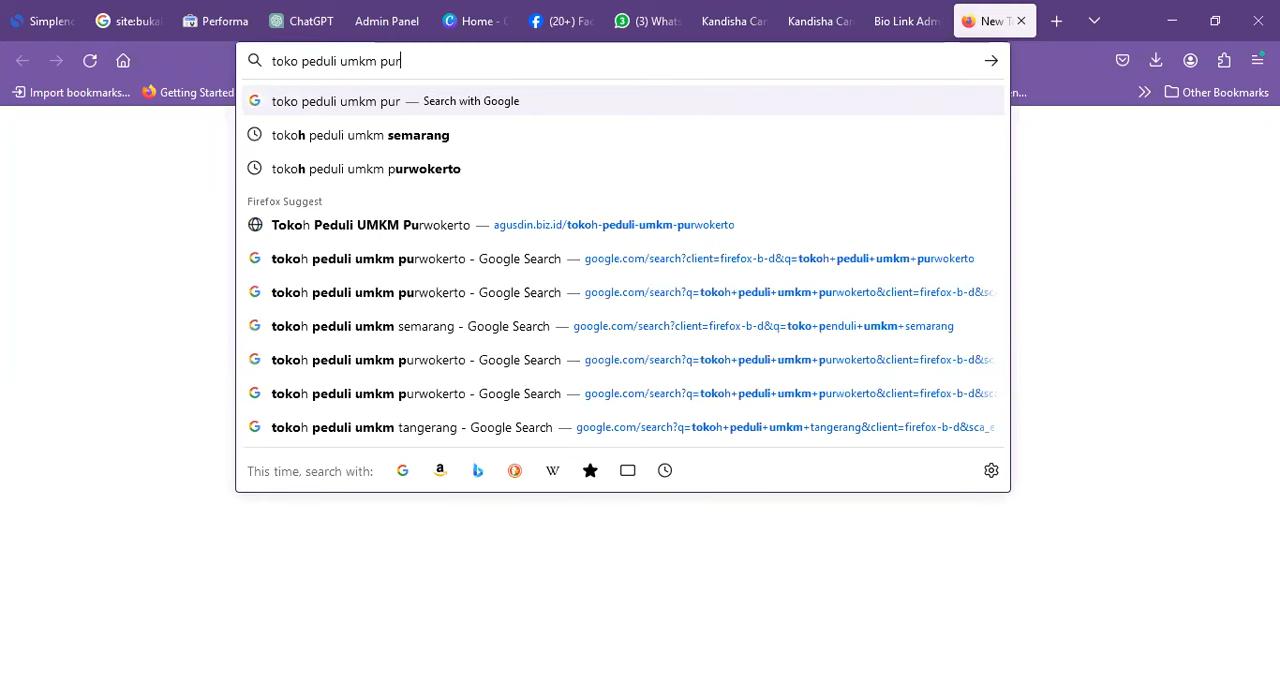 Simplenc site:buka Performa ChatGPT Admin Panel Home - (20+) Fac (3) Whats Kandisha Car Kandisha Car Bio Link Adm New T
toko peduli umkm pur
Import bookmarks... Getting Started en... Other Bookmarks
toko peduli umkm pur — Search with Google
tokoh peduli umkm semarang
tokoh peduli umkm purwokerto
Firefox Suggest
Tokoh Peduli UMKM Purwokerto — agusdin.biz.id/tokoh-peduli-umkm-purwokerto
tokoh peduli umkm purwokerto - Google Search — google.com/search?client=firefox-b-d&q=tokoh+peduli+umkm+purwokerto
tokoh peduli umkm purwokerto - Google Search — google.com/search?q=tokoh+peduli+umkm+purwokerto&client=firefox-b-d&sc
tokoh peduli umkm semarang - Google Search — google.com/search?client=firefox-b-d&q=toko+penduli+umkm+semarang
tokoh peduli umkm purwokerto - Google Search — google.com/search?q=tokoh+peduli+umkm+purwokerto&client=firefox-b-d&sc
tokoh peduli umkm purwokerto - Google Search — google.com/search?q=tokoh+peduli+umkm+purwokerto&client=firefox-b-d&sc
tokoh peduli umkm tangerang - Google Search — google.com/search?q=tokoh+peduli+umkm+tangerang&client=firefox-b-d&sca_e
This time, search with: